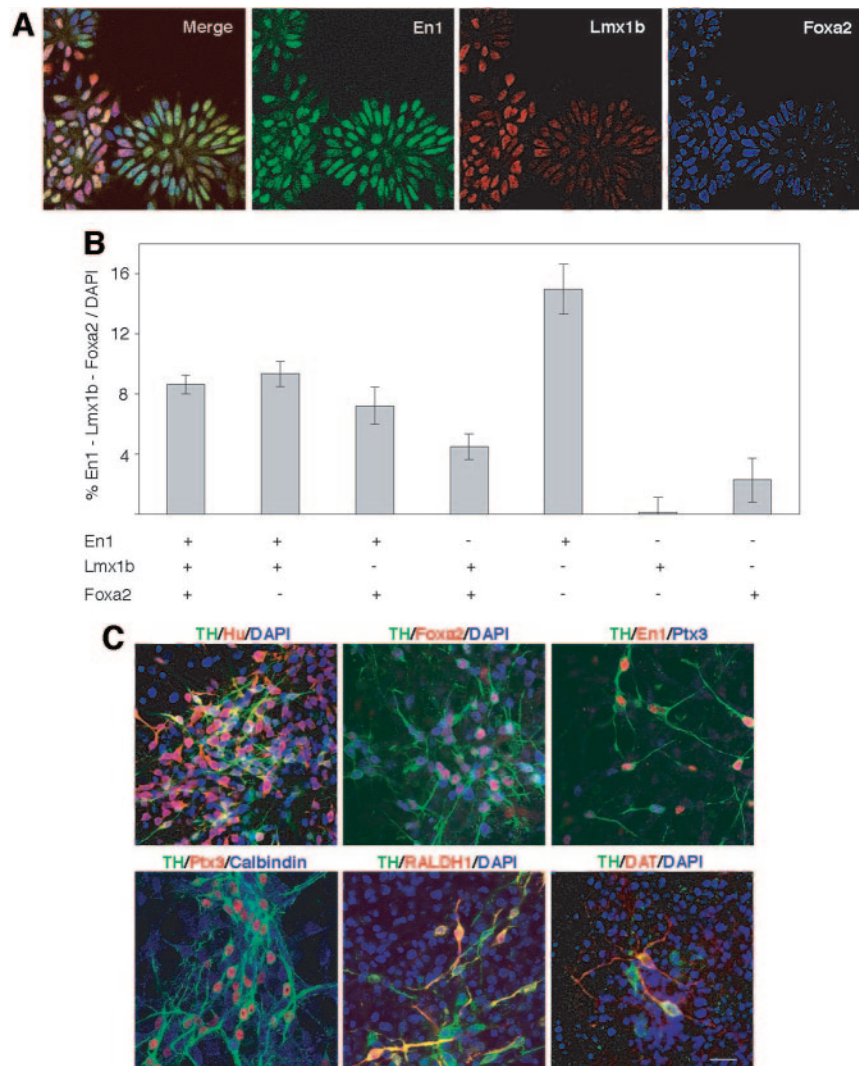 A
Merge
En1
Lmx1b
Foxa2
B
% En1 - Lmx1b - Foxa2 / DAPI
16
12
8
4
En1 + + + - + - -
Lmx1b + + - + - + -
Foxa2 + - + + - - +
C
TH/Hu/DAPI
TH/Foxa2/DAPI
TH/En1/Ptx3
TH/Ptx3/Calbindin
TH/RALDH1/DAPI
TH/DAT/DAPI